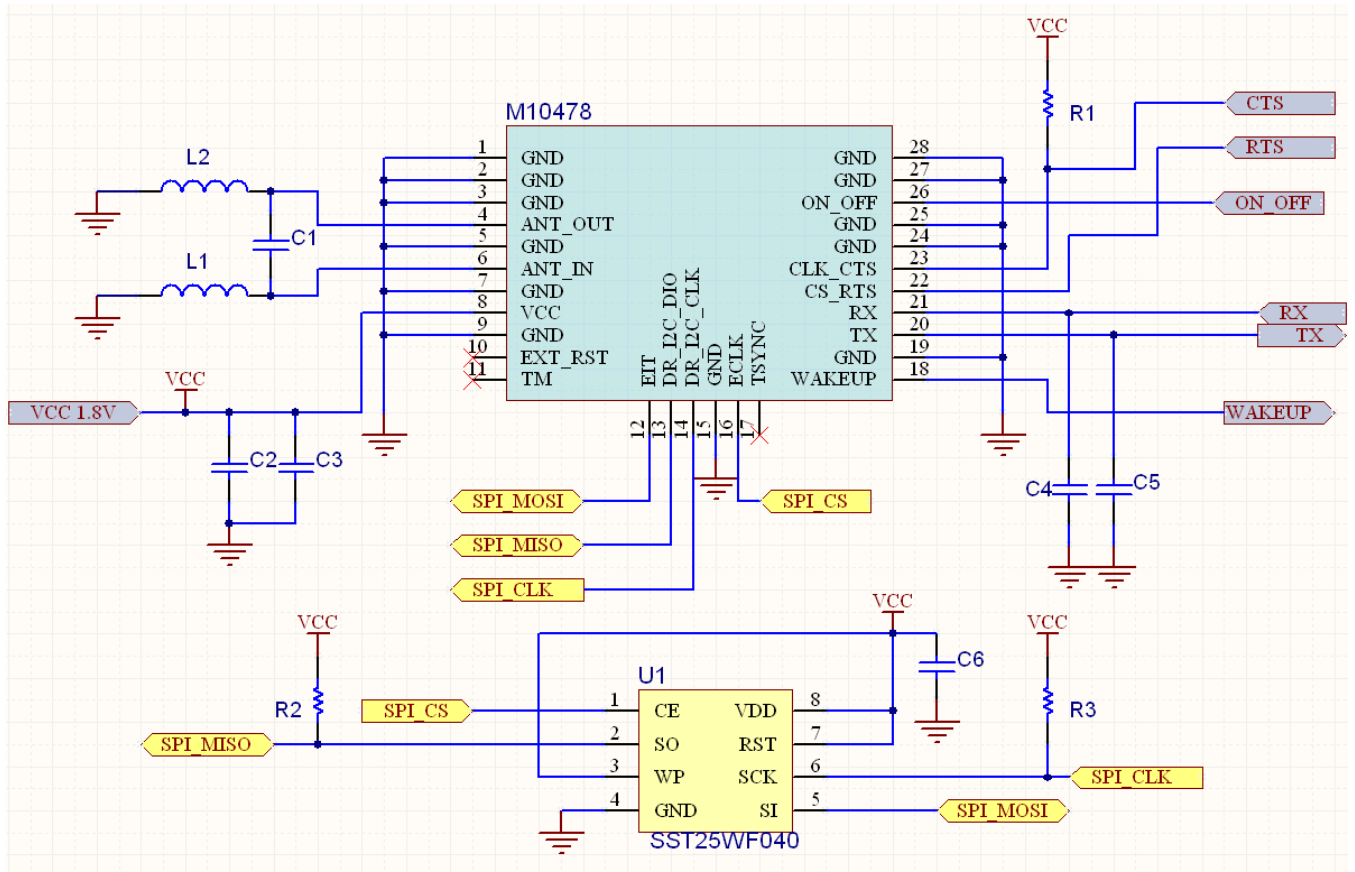 VCC
R1
CTS
RTS
ON_OFF
M10478
L2
C1
L1
1 GND
2 GND
3 GND
4 ANT_OUT
5 GND
6 ANT_IN
7 GND
8 VCC
9 GND
10 EXT_RST
11 TM
GND 28
GND 27
ON_OFF 26
GND 25
GND 24
CLK_CTS 23
CS_RTS 22
RX 21
TX 20
GND 19
WAKEUP 18
EIT 12
DR_I2C_DIO 13
DR_I2C_CLK 14
GND 15
ECLK 16
TSYNC 17
RX
TX
WAKEUP
VCC
VCC 1.8V
C2
C3
C4
C5
SPI_MOSI
SPI_CS
SPI_MISO
SPI_CLK
VCC
VCC
VCC
C6
U1
R2
R3
SPI_CS
SPI_MISO
1 CE
2 SO
3 WP
4 GND
VDD 8
RST 7
SCK 6
SI 5
SPI_CLK
SPI_MOSI
SST25WF040